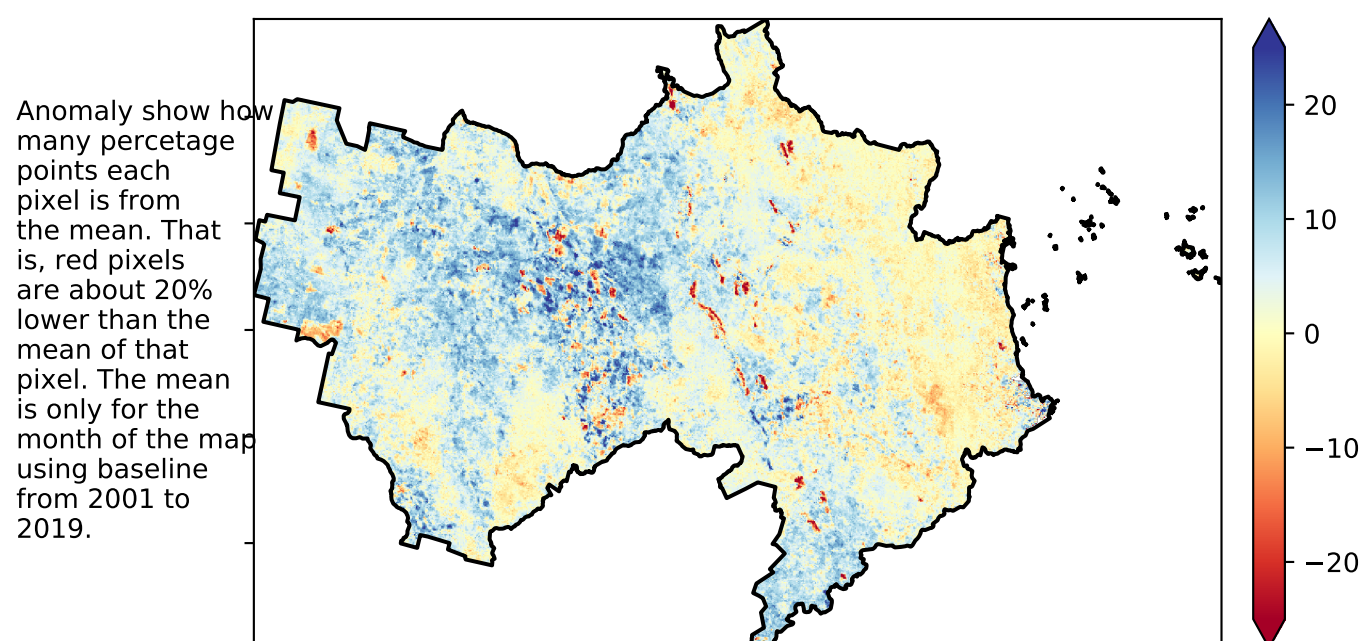 Anomaly show how
many percetage
points each
pixel is from
the mean. That
is, red pixels
are about 20%
lower than the
mean of that
pixel. The mean
is only for the
month of the map
using baseline
from 2001 to
2019.
20
10
0
−10
−20